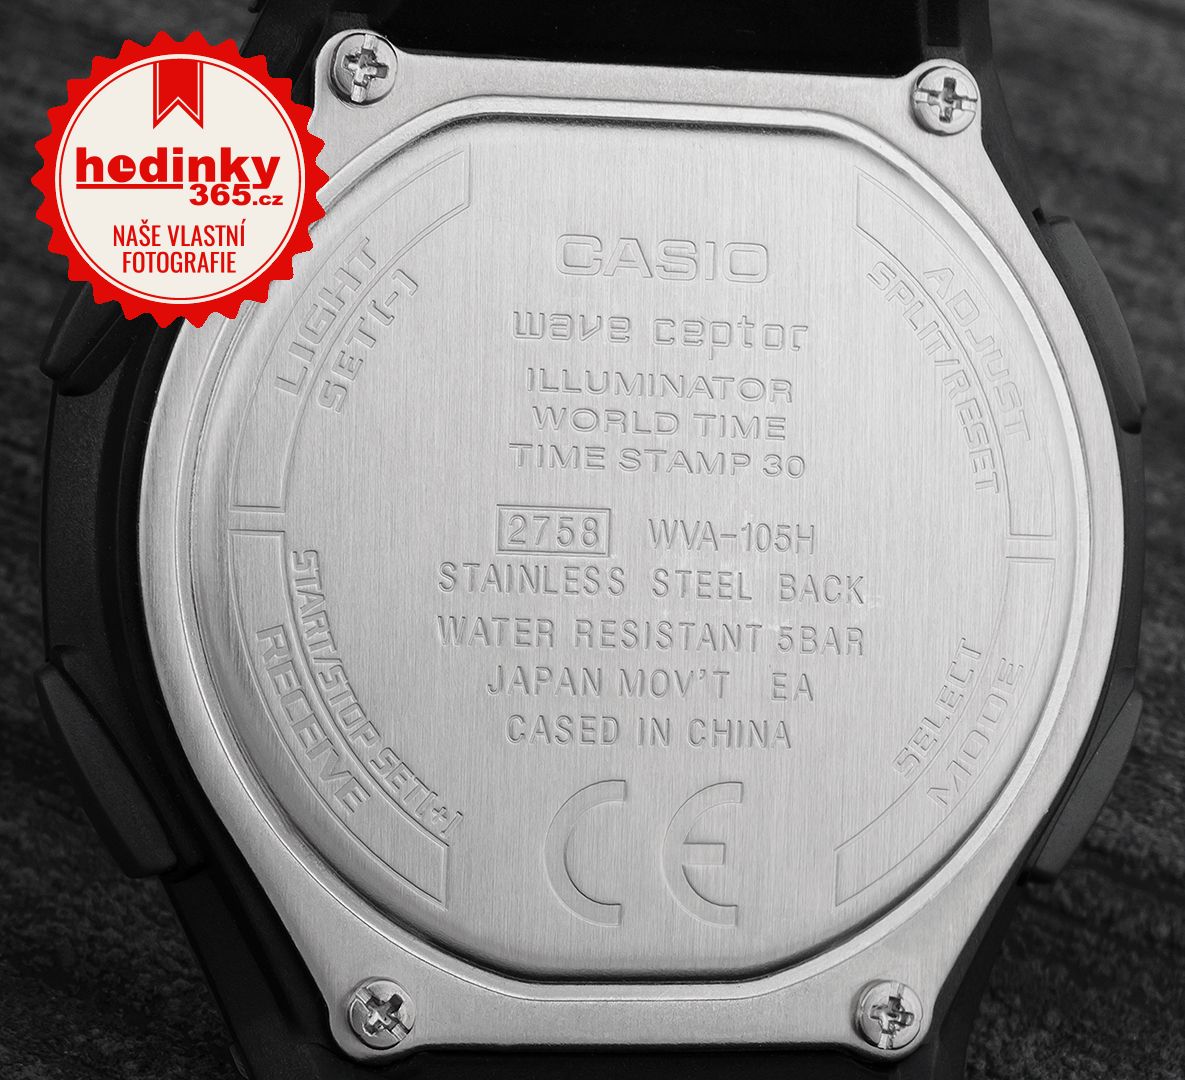 hodinky
365.cz
NAŠE VLASTNÍ
FOTOGRAFIE
LIGHT
SET[-]
ADJUST
SPLIT/RESET
CASIO
wave ceptor
ILLUMINATOR
WORLD TIME
TIME STAMP 30
2758 WVA-105H
STAINLESS STEEL BACK
WATER RESISTANT 5BAR
JAPAN MOV'T EA
CASED IN CHINA
CE
START/STOP SET[+]
RECEIVE
SELECT
MODE